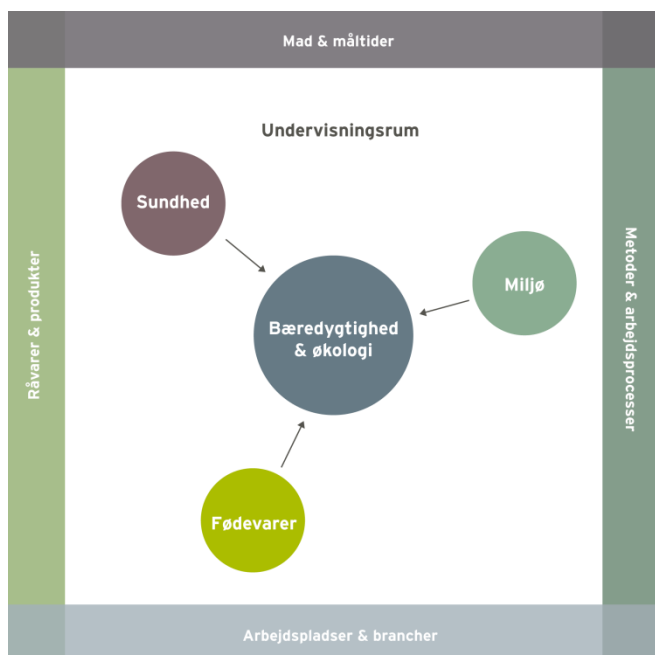 Mad & måltider
Undervisningsrum
Sundhed
Miljø
Bæredygtighed
& økologi
Fødevarer
Råvarer & produkter
Metoder & arbejdsprocesser
Arbejdspladser & brancher